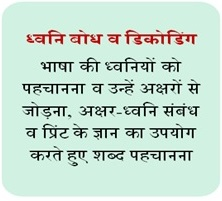 ध्वनि बोध व डिकोडिंग
भाषा की ध्वनियों को
पहचानना व उन्हें अक्षरों से
जोड़ना, अक्षर-ध्वनि संबंध
व प्रिंट के ज्ञान का उपयोग
करते हुए शब्द पहचानना